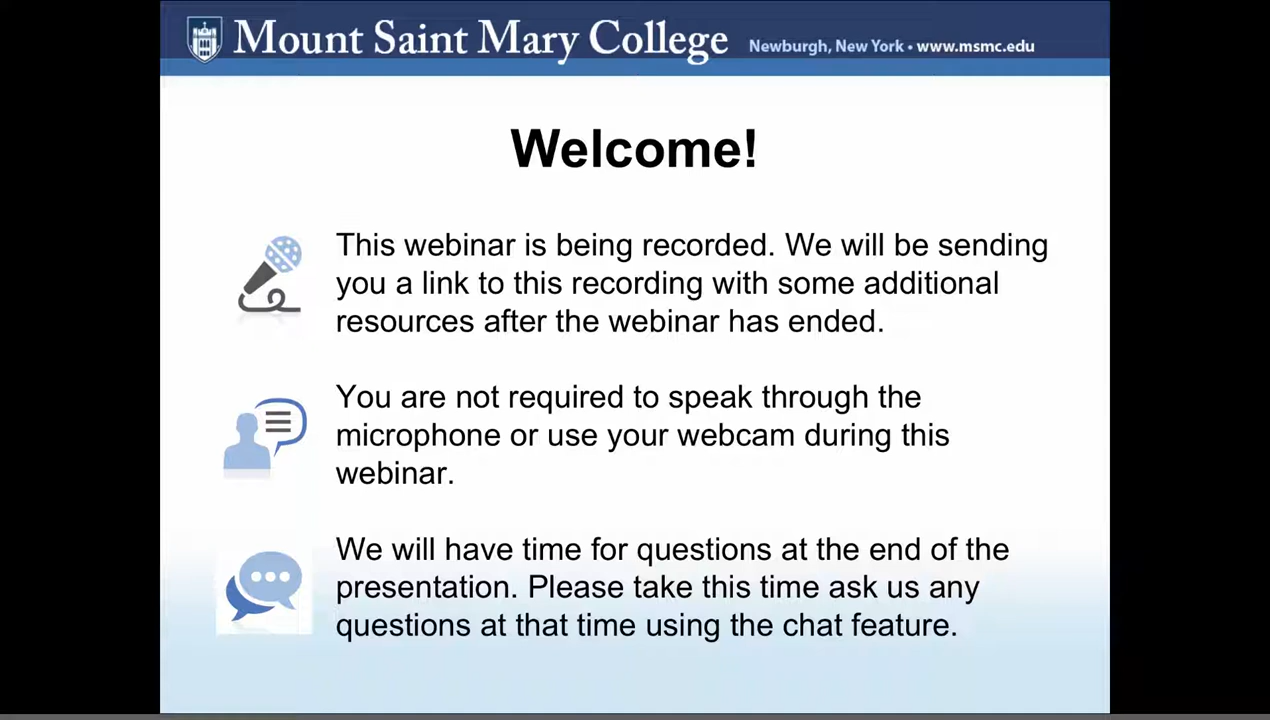 Mount Saint Mary College Newburgh, New York • www.msmc.edu
Welcome!
This webinar is being recorded. We will be sending
you a link to this recording with some additional
resources after the webinar has ended.
You are not required to speak through the
microphone or use your webcam during this
webinar.
We will have time for questions at the end of the
presentation. Please take this time ask us any
questions at that time using the chat feature.